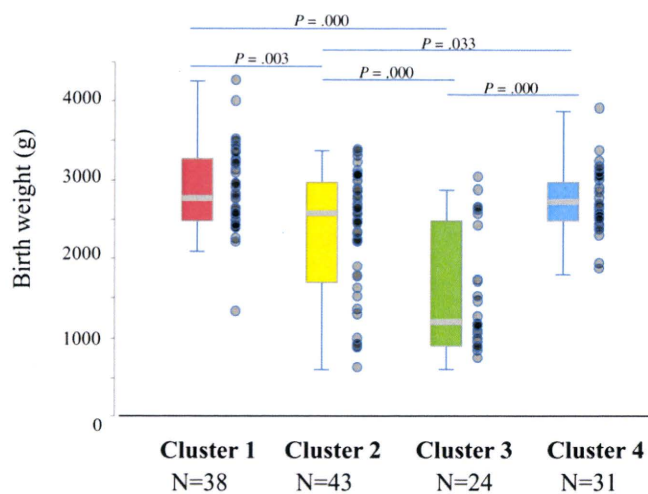 P = .000
P = .033
P = .003
P = .000
P = .000
4000
3000
2000
1000
0
Birth weight (g)
Cluster 1 Cluster 2 Cluster 3 Cluster 4
N=38 N=43 N=24 N=31